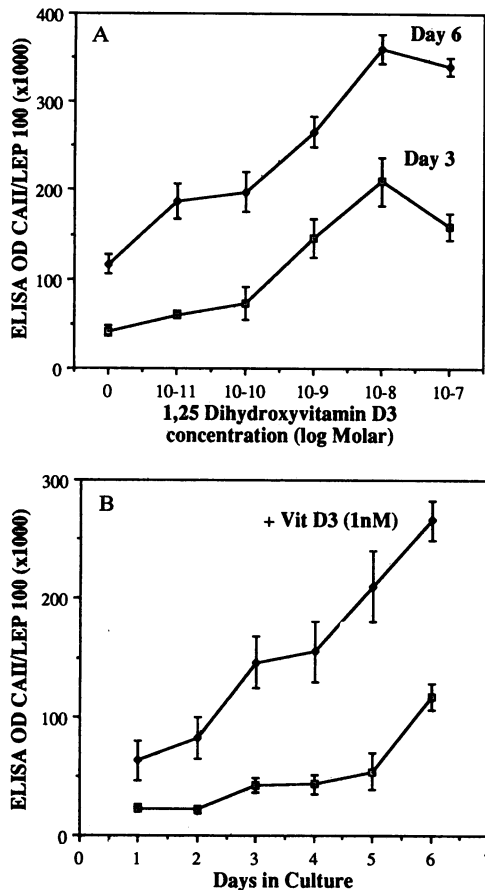 A
Day 6
Day 3
ELISA OD CAII/LEP 100 (x1000)
400
300
200
100
0
0 10-11 10-10 10-9 10-8 10-7
1,25 Dihydroxyvitamin D3
concentration (log Molar)
B
+ Vit D3 (1nM)
ELISA OD CAII/LEP 100 (x1000)
300
200
100
0
0 1 2 3 4 5 6 7
Days in Culture